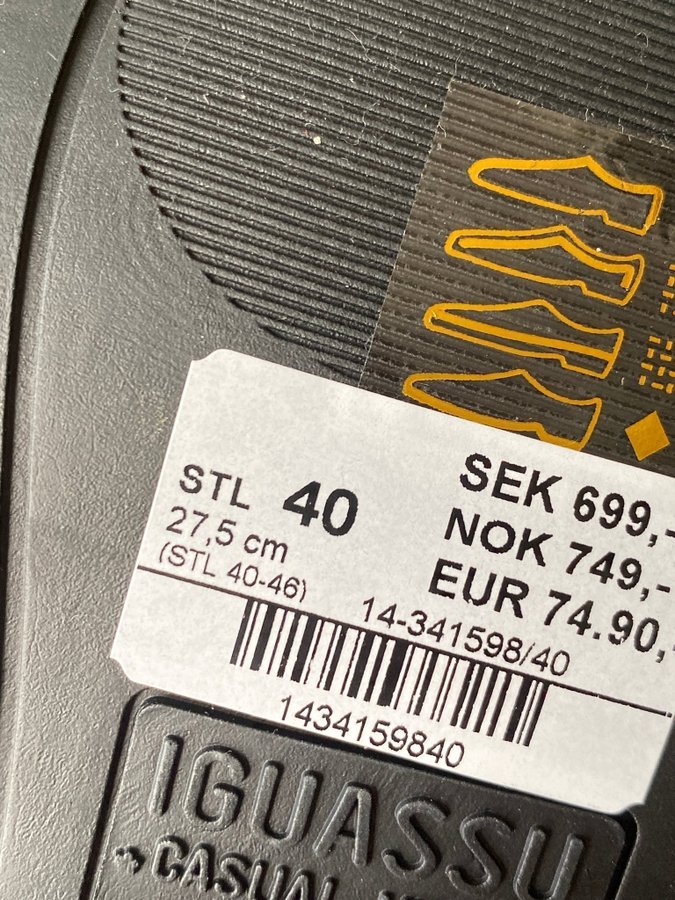 STL 40
27,5 cm
(STL 40-46)
SEK 699,-
NOK 749,-
EUR 74.90,-
14-341598/40
1434159840
IGUASSU
CASUAL